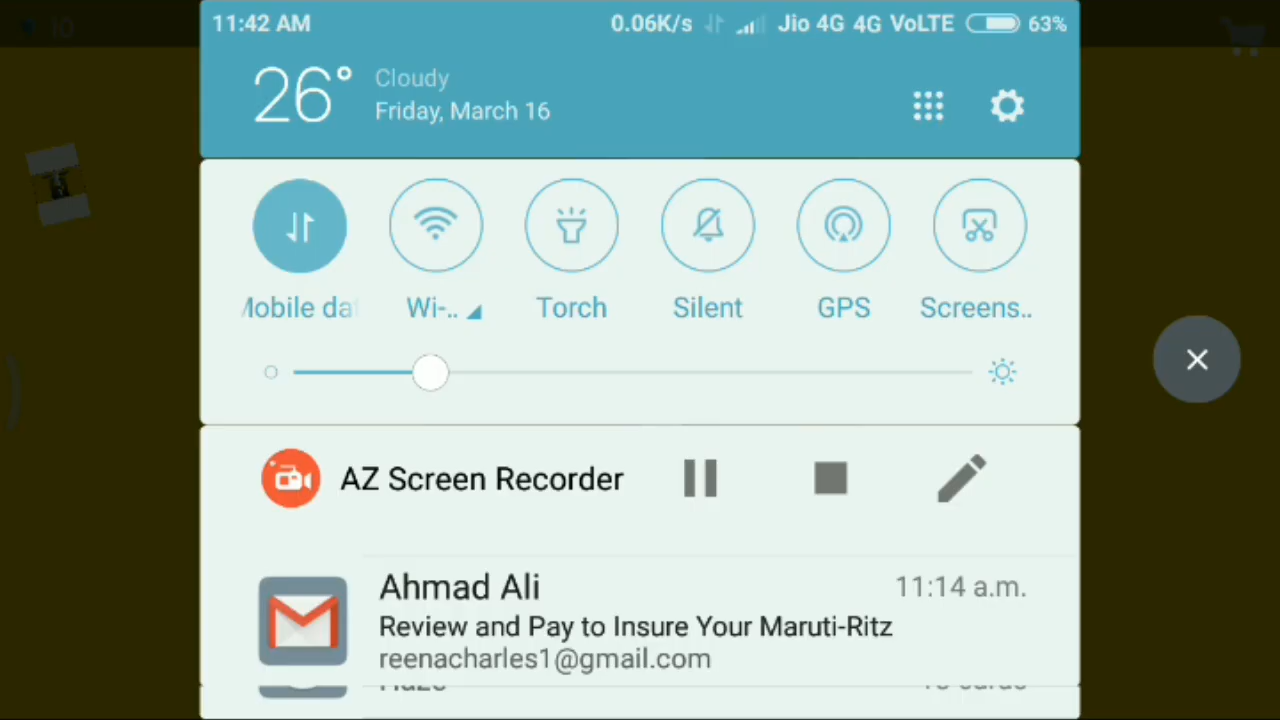 11:42 AM 0.06K/s Jio 4G 4G VoLTE 63%
26° Cloudy
Friday, March 16
Mobile dat Wi-.. Torch Silent GPS Screens..
AZ Screen Recorder
Ahmad Ali 11:14 a.m.
Review and Pay to Insure Your Maruti-Ritz
reenacharles1@gmail.com
10